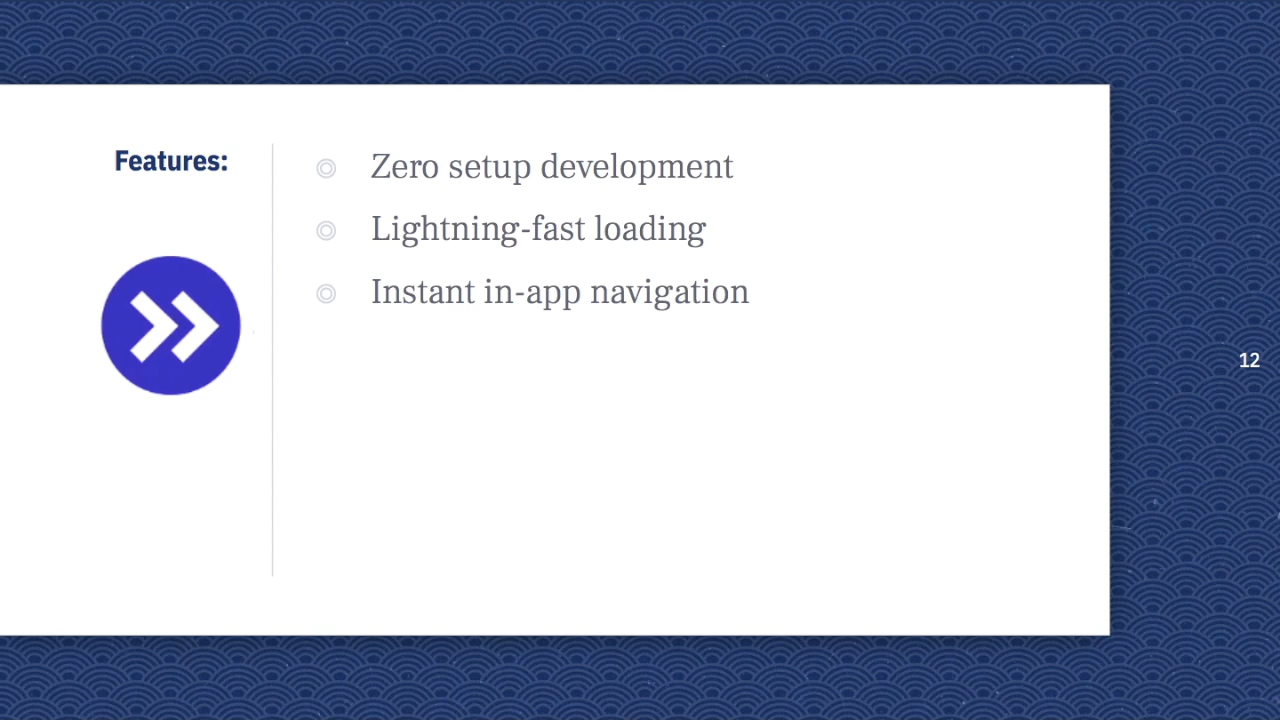 Features:
Zero setup development
Lightning-fast loading
Instant in-app navigation
12